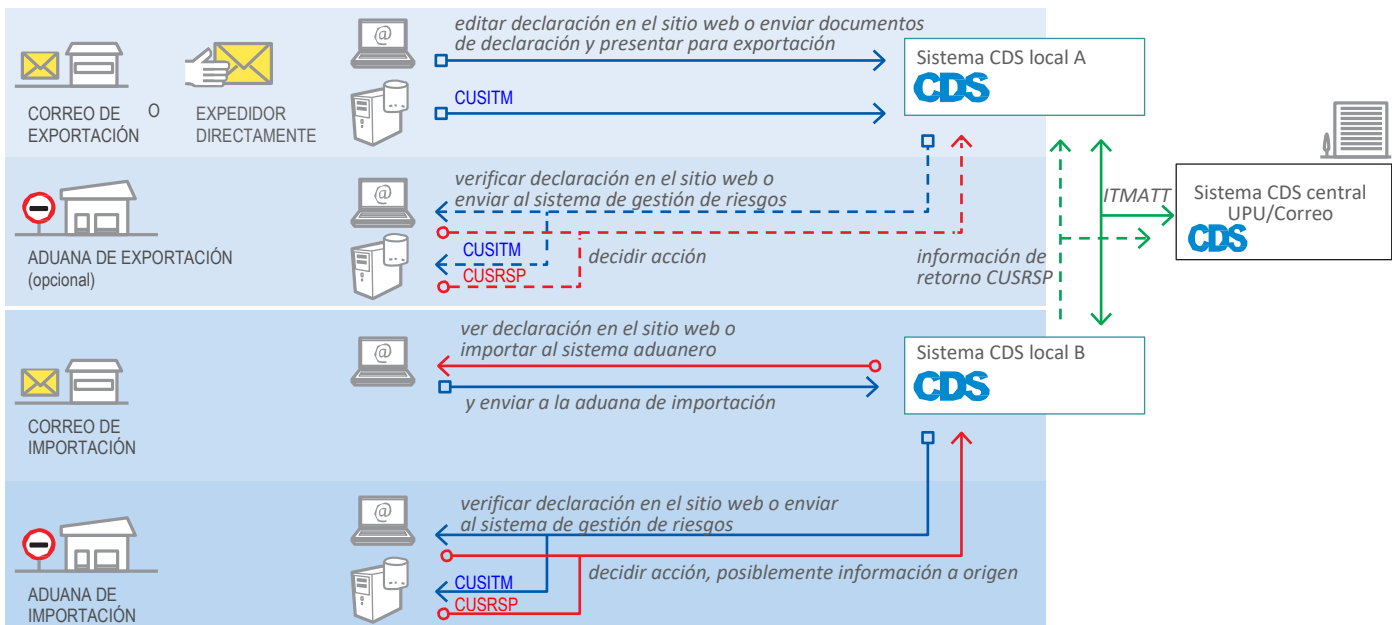 editar declaración en el sitio web o enviar documentos
de declaración y presentar para exportación
@
Sistema CDS local A
CDS
CUSITM
CORREO DE
EXPORTACIÓN
O
EXPEDIDOR
DIRECTAMENTE
verificar declaración en el sitio web o
enviar al sistema de gestión de riesgos
@
ITMATT
Sistema CDS central
UPU/Correo
CDS
ADUANA DE EXPORTACIÓN
(opcional)
CUSITM
decidir acción
CUSRSP
información de
retorno CUSRSP
ver declaración en el sitio web o
importar al sistema aduanero
@
Sistema CDS local B
CDS
y enviar a la aduana de importación
CORREO DE
IMPORTACIÓN
verificar declaración en el sitio web o enviar
al sistema de gestión de riesgos
@
decidir acción, posiblemente información a origen
CUSITM
CUSRSP
ADUANA DE
IMPORTACIÓN